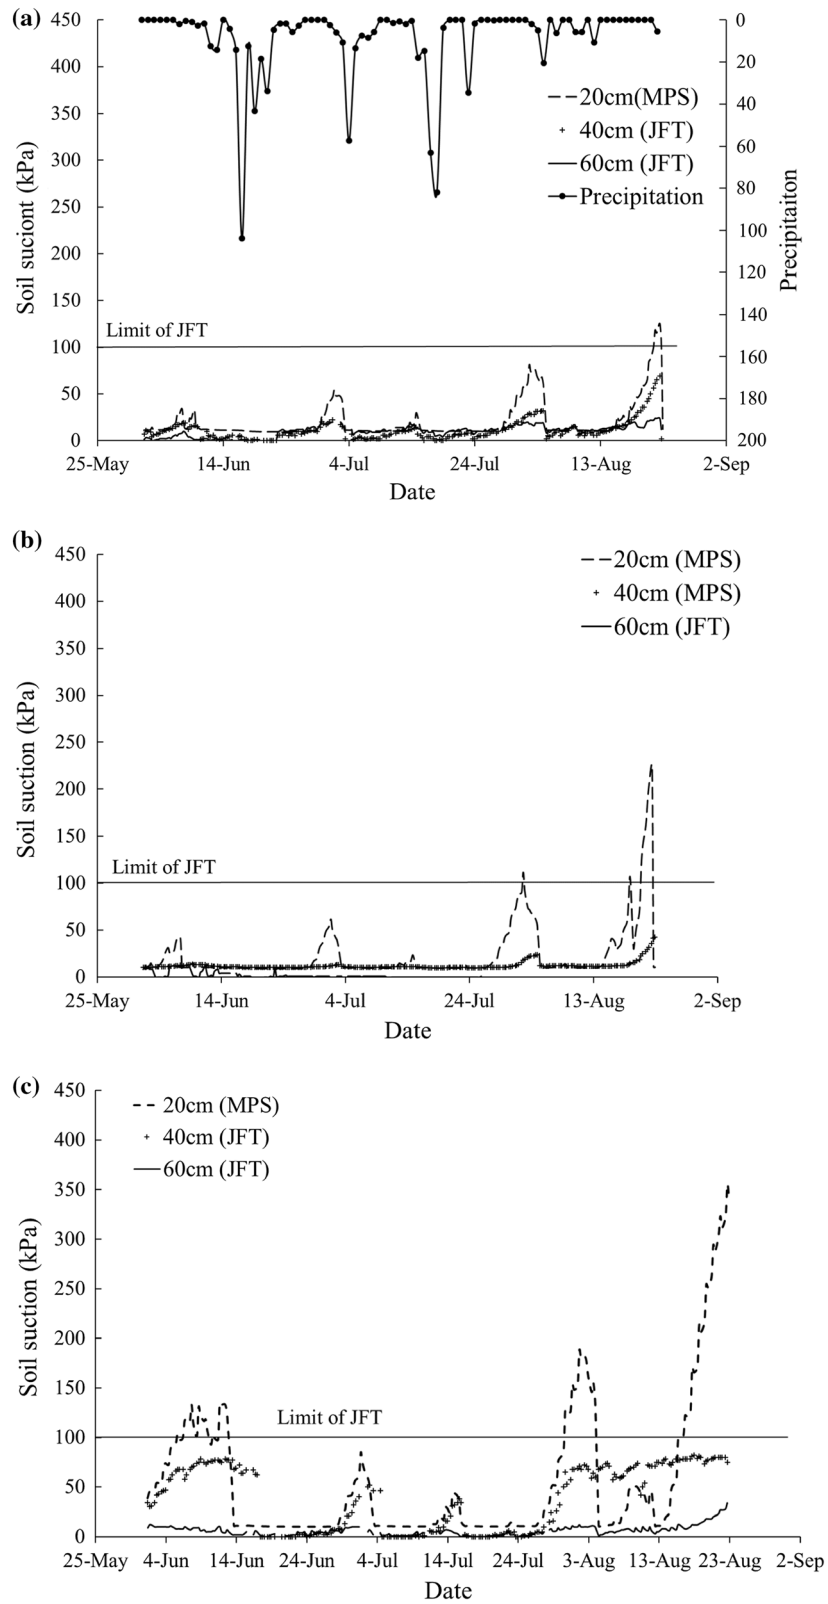 (a)
450
400
350
300
250
200
150
100
50
0
Soil suciont (kPa)
0
20
40
60
80
100
120
140
160
180
200
Precipitaiton
20cm(MPS)
40cm (JFT)
60cm (JFT)
Precipitation
Limit of JFT
25-May 14-Jun 4-Jul 24-Jul 13-Aug 2-Sep
Date
(b)
450
400
350
300
250
200
150
100
50
0
Soil suction (kPa)
20cm (MPS)
40cm (MPS)
60cm (JFT)
Limit of JFT
25-May 14-Jun 4-Jul 24-Jul 13-Aug 2-Sep
Date
(c)
450
400
350
300
250
200
150
100
50
0
Soil suction (kPa)
20cm (MPS)
40cm (JFT)
60cm (JFT)
Limit of JFT
25-May 4-Jun 14-Jun 24-Jun 4-Jul 14-Jul 24-Jul 3-Aug 13-Aug 23-Aug 2-Sep
Date